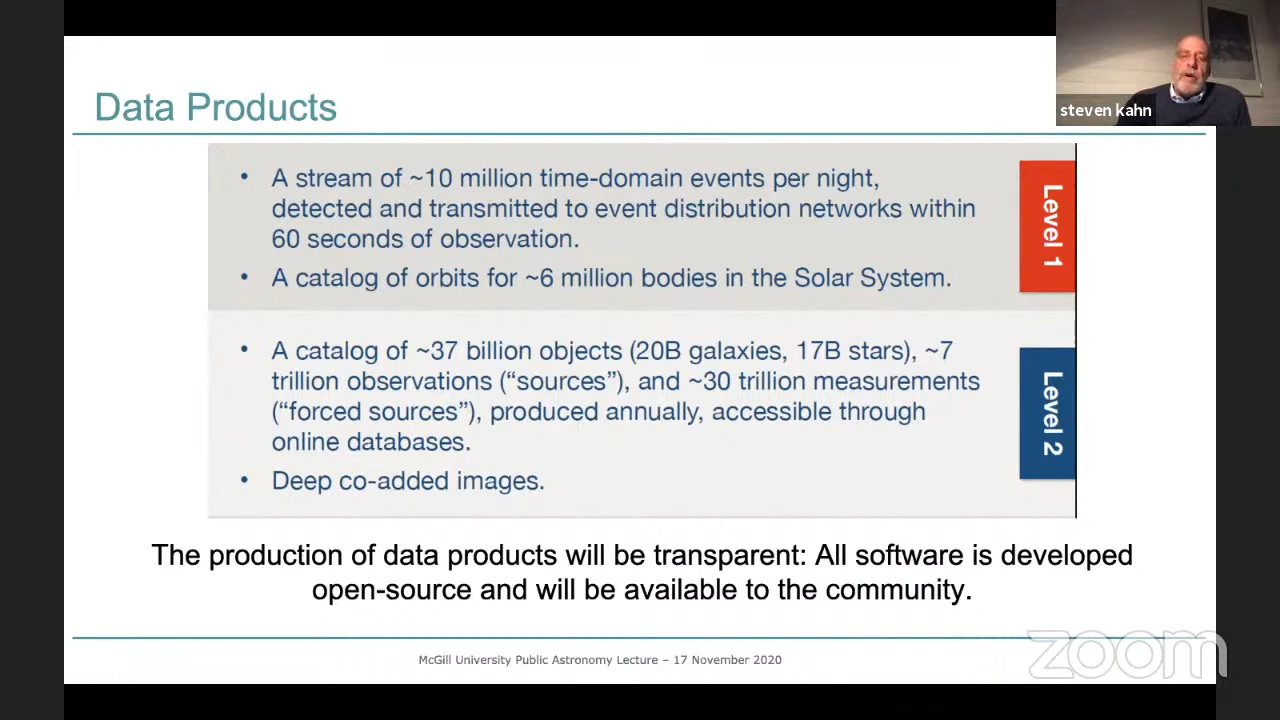 Data Products
steven kahn
• A stream of ~10 million time-domain events per night,
detected and transmitted to event distribution networks within
60 seconds of observation.
• A catalog of orbits for ~6 million bodies in the Solar System.
Level 1
• A catalog of ~37 billion objects (20B galaxies, 17B stars), ~7
trillion observations (“sources”), and ~30 trillion measurements
(“forced sources”), produced annually, accessible through
online databases.
• Deep co-added images.
Level 2
The production of data products will be transparent: All software is developed
open-source and will be available to the community.
McGill University Public Astronomy Lecture – 17 November 2020
zoom